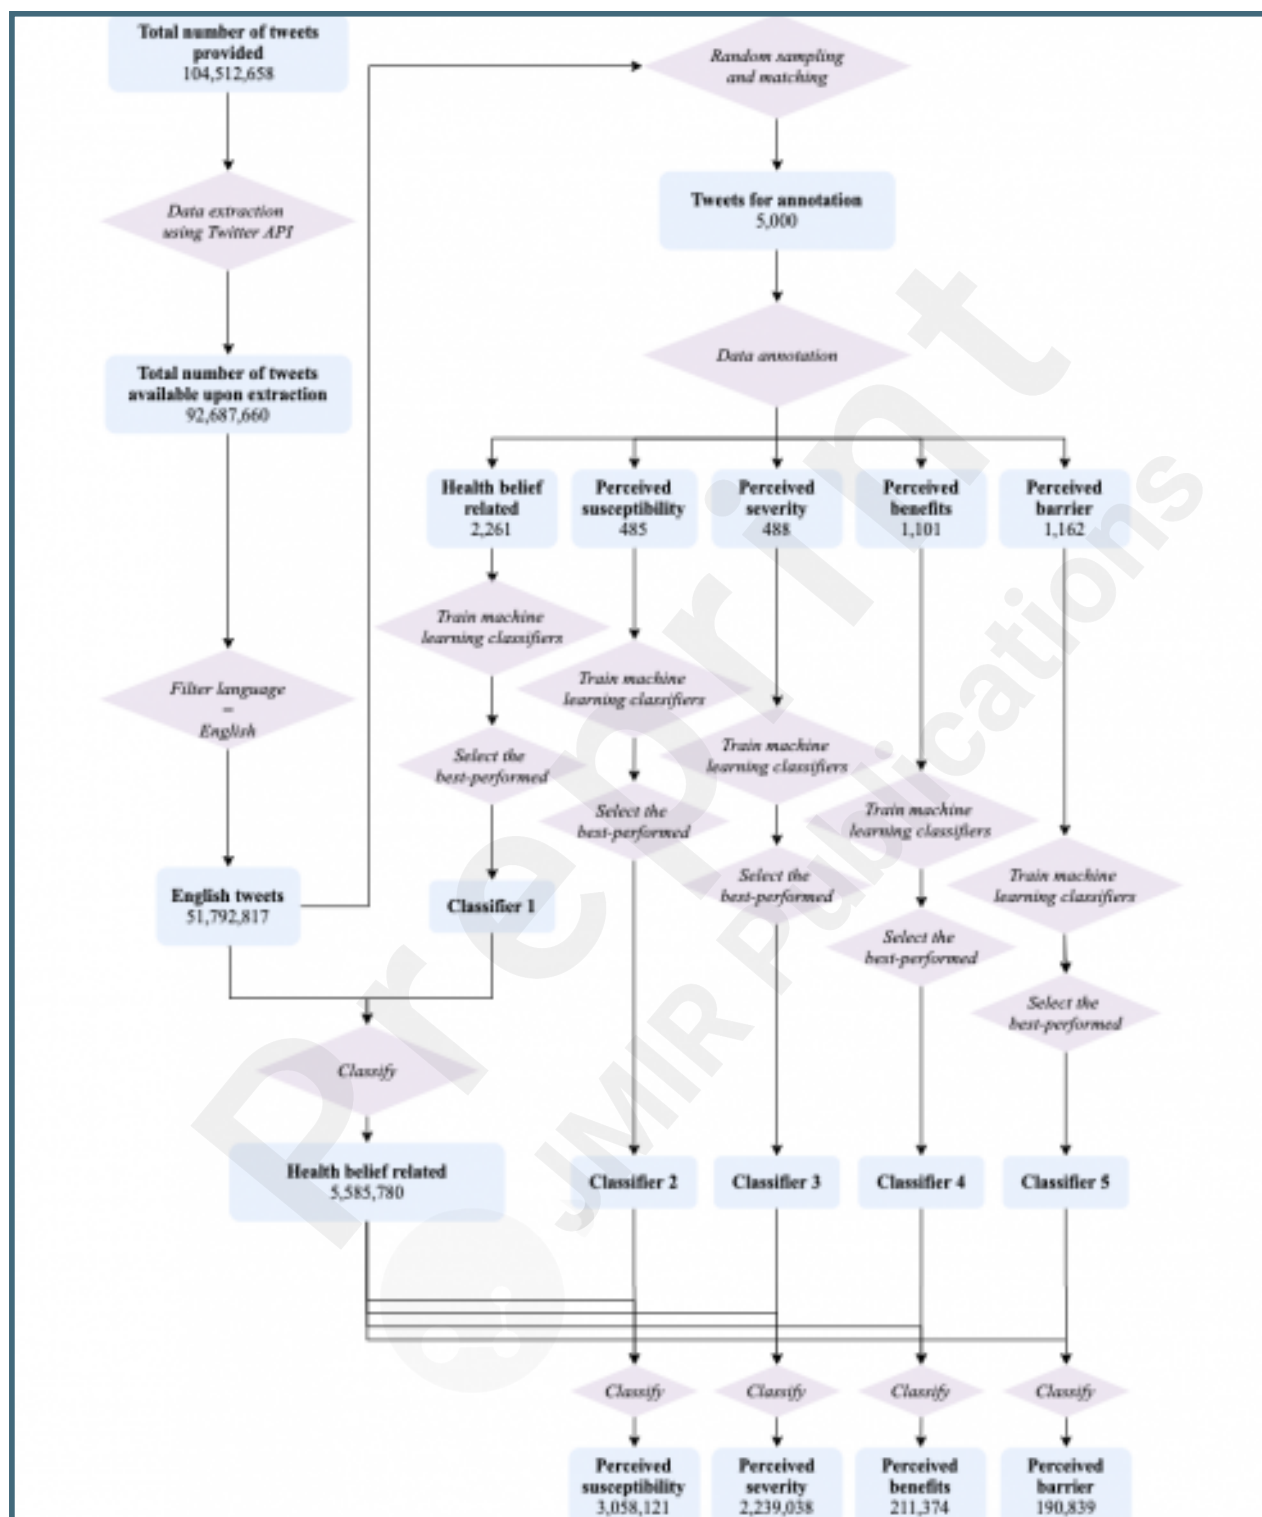 Total number of tweets
provided
104,512,658
Random sampling
and matching
Data extraction
using Twitter API
Tweets for annotation
5,000
Data annotation
Total number of tweets
available upon extraction
92,687,660
Health belief
related
2,261
Perceived
susceptibility
485
Perceived
severity
488
Perceived
benefits
1,101
Perceived
barrier
1,162
Train machine
learning classifiers
Train machine
learning classifiers
Train machine
learning classifiers
Train machine
learning classifiers
Train machine
learning classifiers
Filter language
=
English
Select the
best-performed
Select the
best-performed
Select the
best-performed
Select the
best-performed
Select the
best-performed
English tweets
51,792,817
Classifier 1
Classify
Health belief related
5,585,780
Classifier 2
Classifier 3
Classifier 4
Classifier 5
Classify
Classify
Classify
Classify
Perceived
susceptibility
3,058,121
Perceived
severity
2,239,038
Perceived
benefits
211,374
Perceived
barrier
190,839
Preprint
JMIR Publications